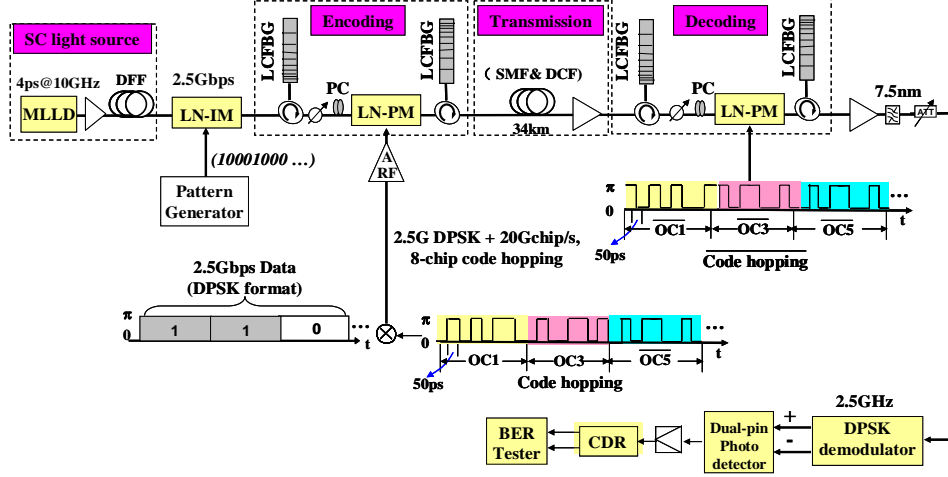 SC light source
Encoding
Transmission
Decoding
LCFBG
LCFBG
LCFBG
LCFBG
4ps@10GHz
DFF
2.5Gbps
PC
( SMF& DCF)
PC
7.5nm
MLLD
LN-IM
LN-PM
34km
LN-PM
ATT
(10001000 …)
A
RF
Pattern
Generator
π
0
...
t
OC1
OC3
OC5
50ps
Code hopping
2.5G DPSK + 20Gchip/s,
8-chip code hopping
2.5Gbps Data
(DPSK format)
π
0
1
1
0
...
t
π
0
...
t
OC1
OC3
OC5
50ps
Code hopping
2.5GHz
BER
Tester
CDR
Dual-pin
Photo
detector
+
-
DPSK
demodulator